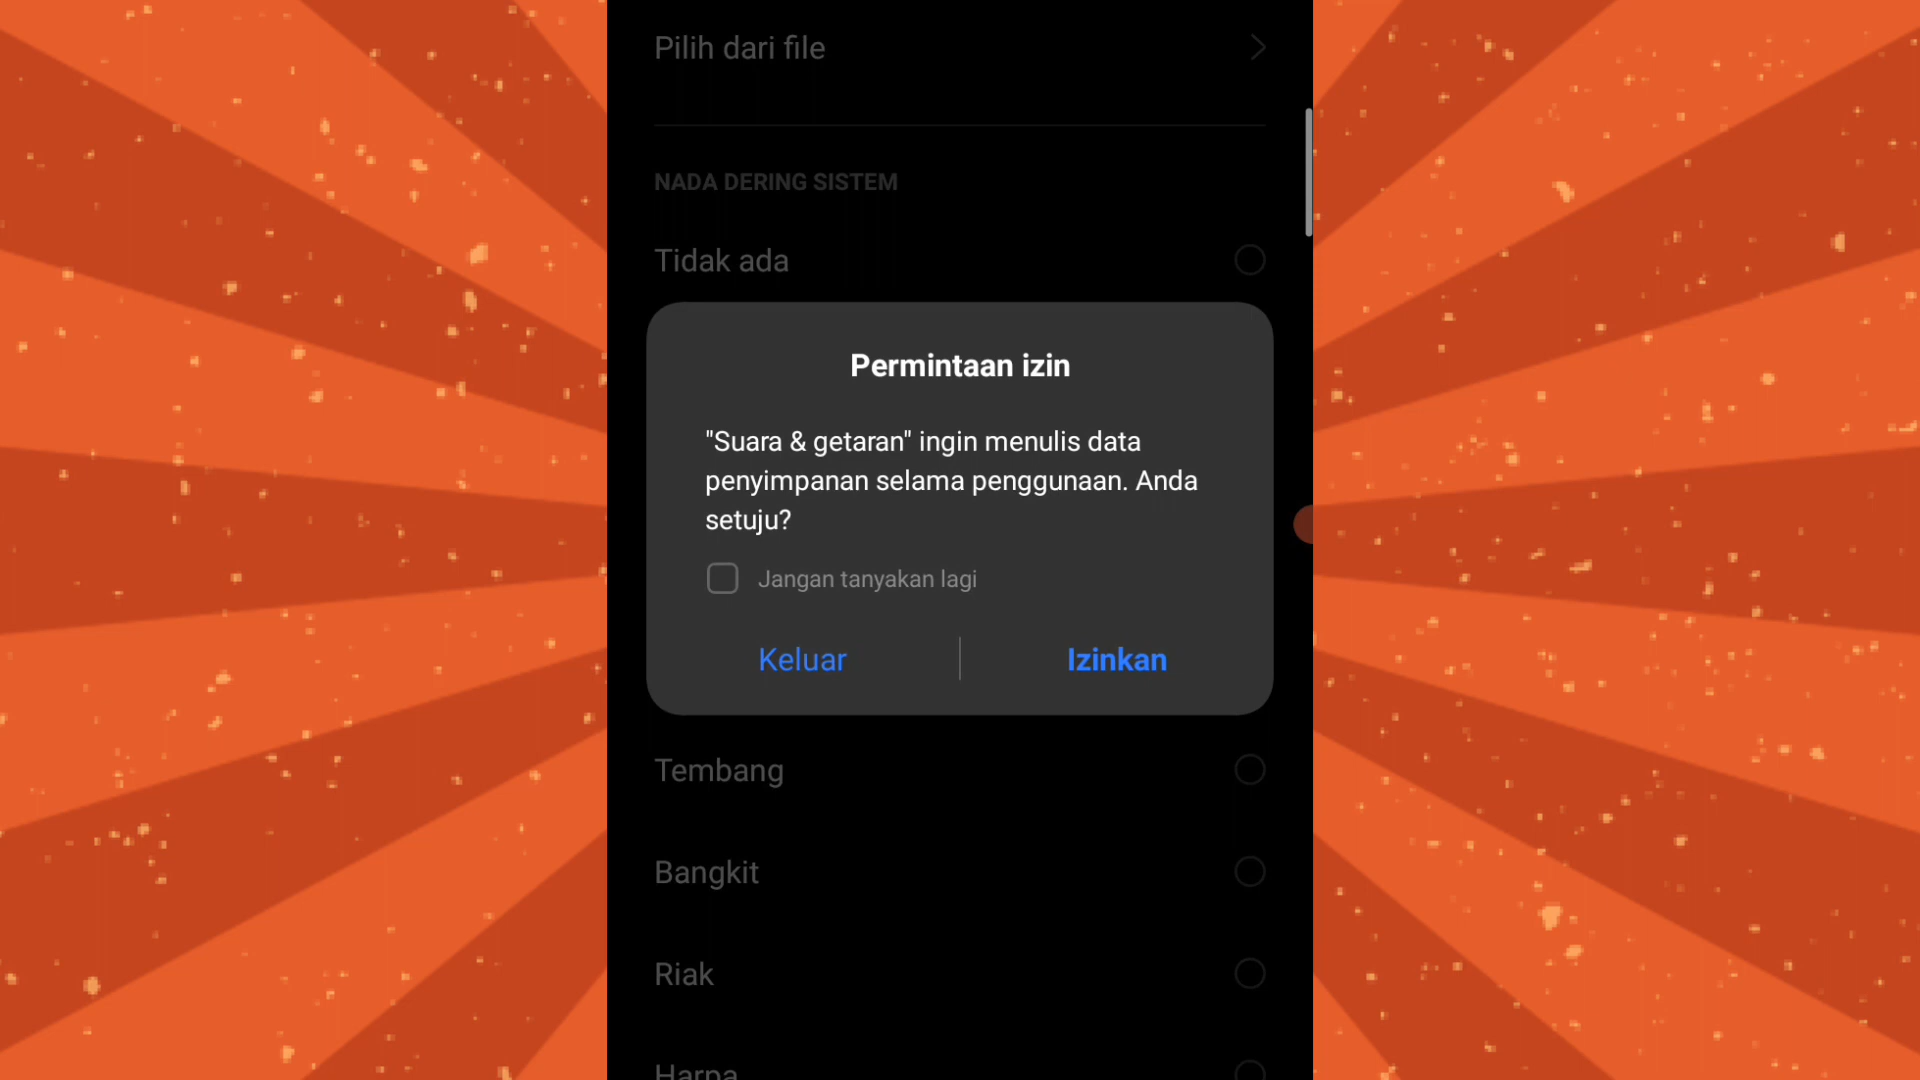 Pilih dari file
NADA DERING SISTEM
Tidak ada
Permintaan izin
"Suara & getaran" ingin menulis data
penyimpanan selama penggunaan. Anda
setuju?
Jangan tanyakan lagi
Keluar
Izinkan
Tembang
Bangkit
Riak
Harpa